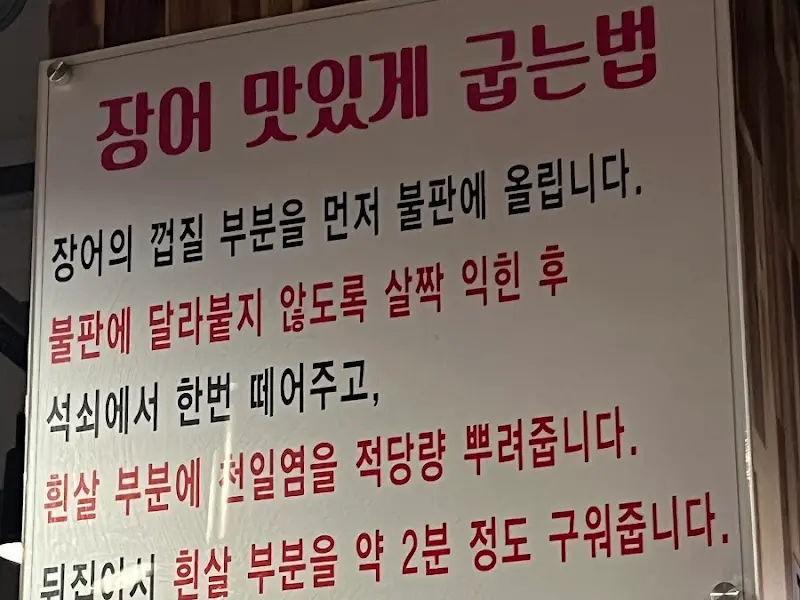 장어 맛있게 굽는법
장어의 껍질 부분을 먼저 불판에 올립니다.
불판에 달라붙지 않도록 살짝 익힌 후
석쇠에서 한번 떼어주고,
흰살 부분에 천일염을 적당량 뿌려줍니다.
뒤집어서 흰살 부분을 약 2분 정도 구워줍니다.